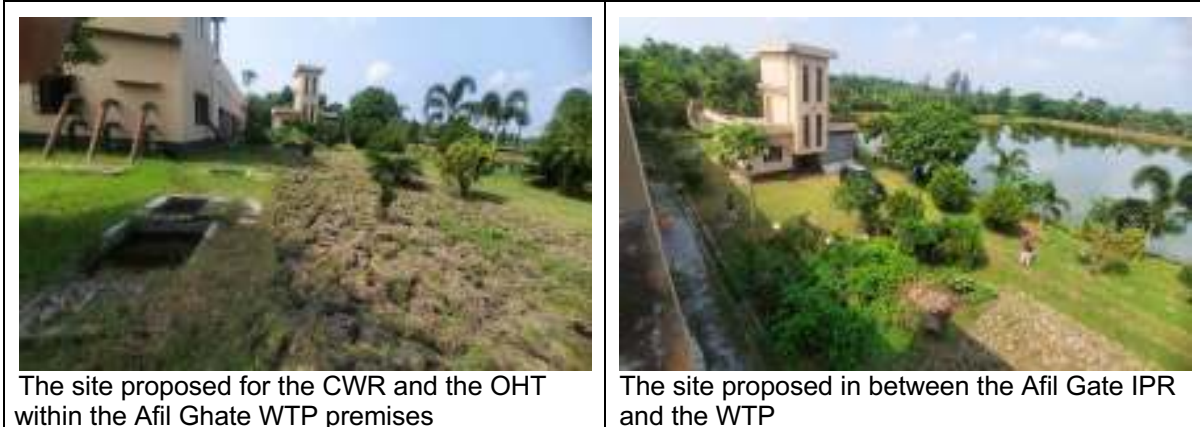 The site proposed for the CWR and the OHT
within the Afil Ghate WTP premises
The site proposed in between the Afil Gate IPR
and the WTP